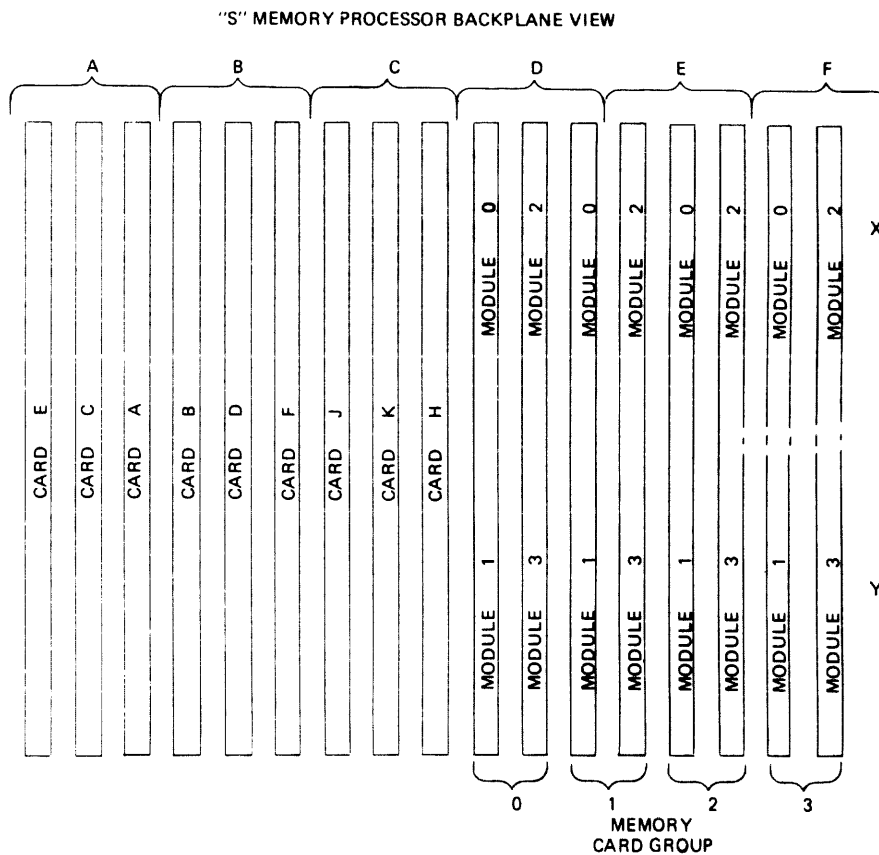 "S" MEMORY PROCESSOR BACKPLANE VIEW
A B C D E F
MODULE 0
MODULE 2
MODULE 0
MODULE 2
MODULE 0
MODULE 2
MODULE 0
MODULE 2
X
CARD E
CARD C
CARD A
CARD B
CARD D
CARD F
CARD J
CARD K
CARD H
MODULE 1
MODULE 3
MODULE 1
MODULE 3
MODULE 1
MODULE 3
MODULE 1
MODULE 3
Y
0 1 2 3
MEMORY
CARD GROUP